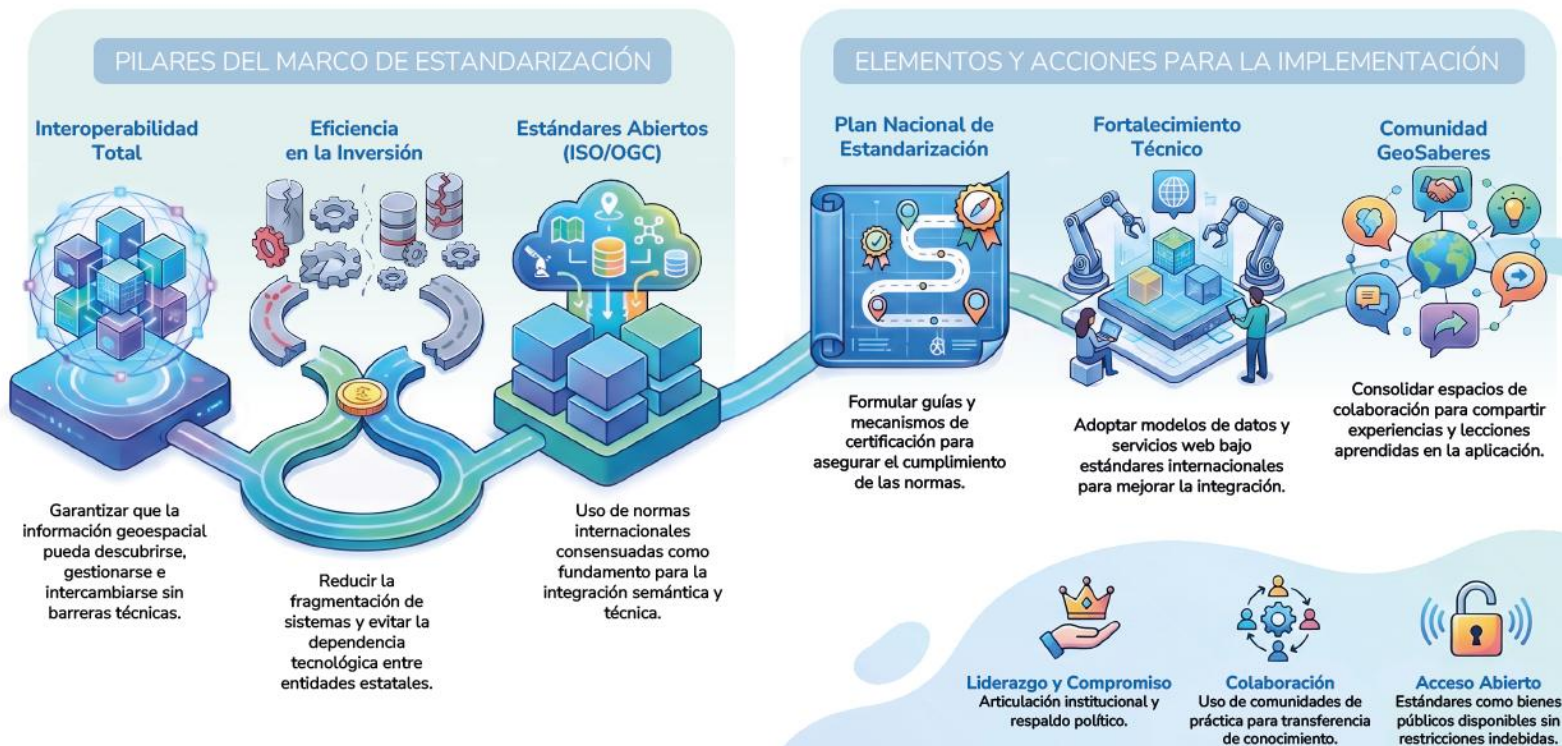 PILARES DEL MARCO DE ESTANDARIZACIÓN
Interoperabilidad
Total
Garantizar que la
información geoespacial
pueda descubrirse,
gestionarse e
intercambiarse sin
barreras técnicas.
Eficiencia
en la Inversión
Reducir la
fragmentación de
sistemas y evitar la
dependencia
tecnológica entre
entidades estatales.
Estándares Abiertos
(ISO/OGC)
Uso de normas
internacionales
consensuadas como
fundamento para la
integración semántica y
técnica.
ELEMENTOS Y ACCIONES PARA LA IMPLEMENTACIÓN
Plan Nacional de
Estandarización
Formular guías y
mecanismos de
certificación para
asegurar el cumplimiento
de las normas.
Fortalecimiento
Técnico
Adoptar modelos de datos y
servicios web bajo
estándares internacionales
para mejorar la integración.
Comunidad
GeoSaberes
Consolidar espacios de
colaboración para compartir
experiencias y lecciones
aprendidas en la aplicación.
Liderazgo y Compromiso
Articulación institucional y
respaldo político.
Colaboración
Uso de comunidades de
práctica para transferencia
de conocimiento.
Acceso Abierto
Estándares como bienes
públicos disponibles sin
restricciones indebidas.